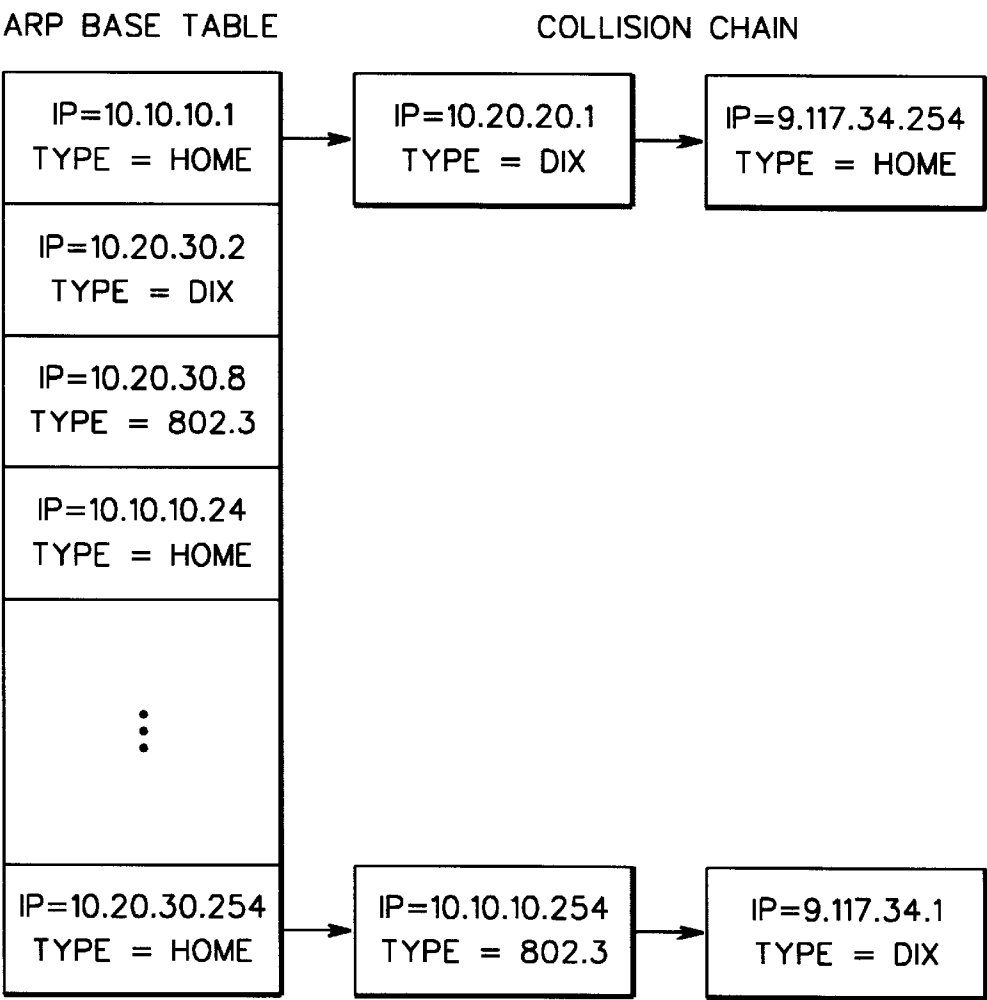 ARP BASE TABLE
COLLISION CHAIN
IP=10.10.10.1
TYPE = HOME
IP=10.20.20.1
TYPE = DIX
IP=9.117.34.254
TYPE = HOME
IP=10.20.30.2
TYPE = DIX
IP=10.20.30.8
TYPE = 802.3
IP=10.10.10.24
TYPE = HOME
IP=10.20.30.254
TYPE = HOME
IP=10.10.10.254
TYPE = 802.3
IP=9.117.34.1
TYPE = DIX